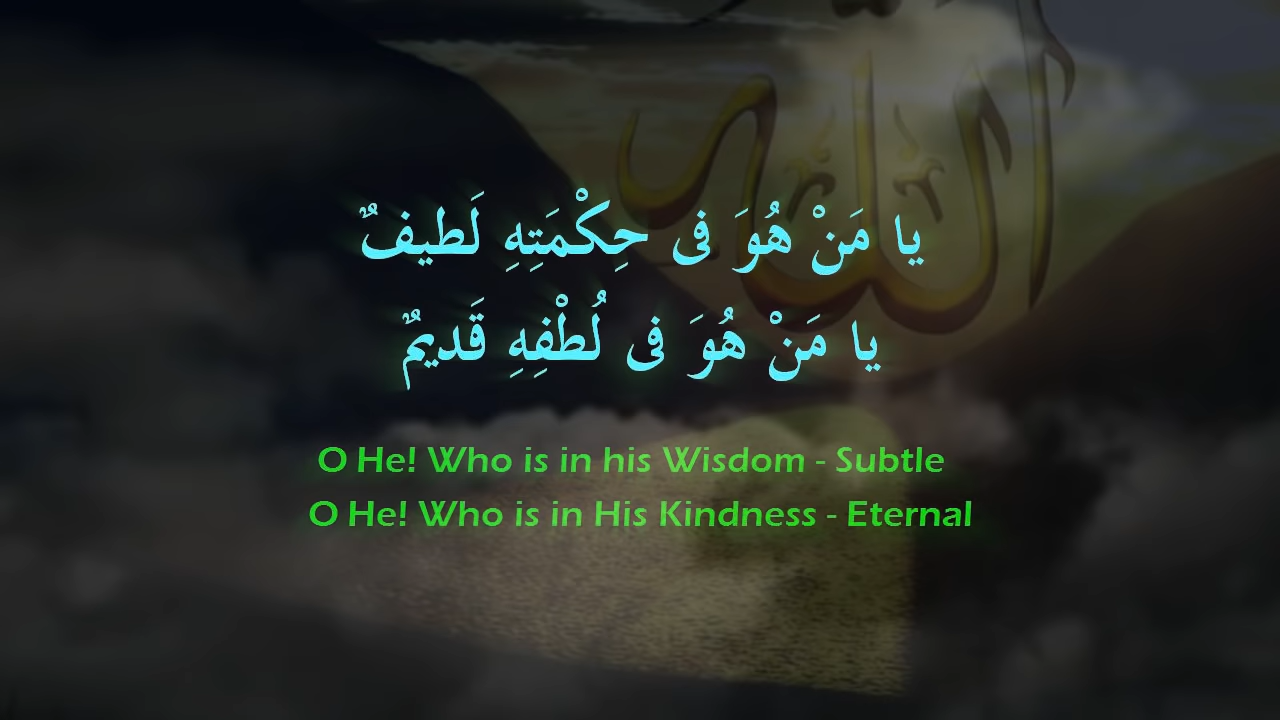 يا مَنْ هُوَ فى حِكْمَتِهِ لَطيفٌ
يا مَنْ هُوَ فى لُطْفِهِ قَديمٌ
O He! Who is in his Wisdom - Subtle
O He! Who is in His Kindness - Eternal
الله